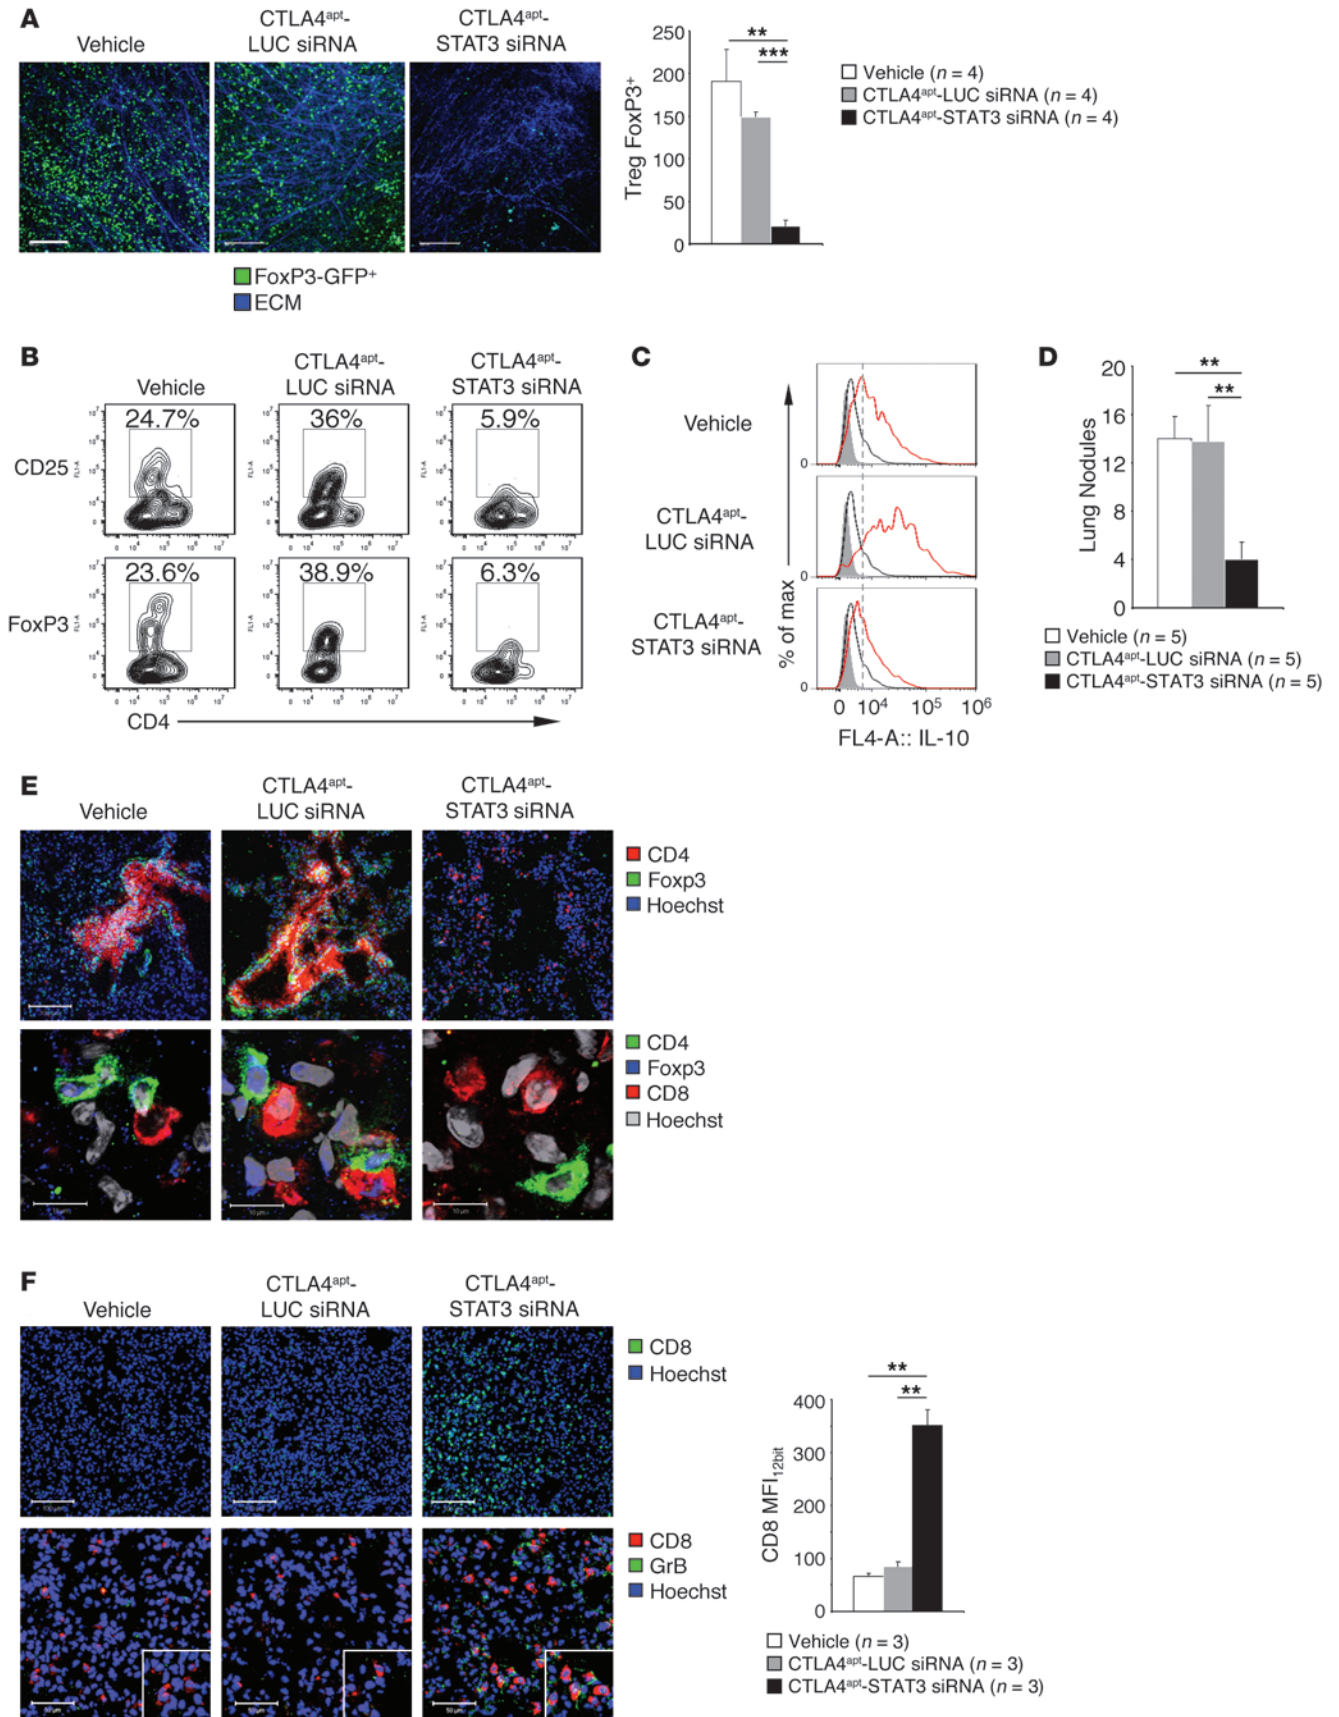 A
Vehicle
CTLA4apt-
LUC siRNA
CTLA4apt-
STAT3 siRNA
FoxP3-GFP+
ECM
Treg FoxP3+
250
200
150
100
50
0
**
***
Vehicle (n = 4)
CTLA4apt-LUC siRNA (n = 4)
CTLA4apt-STAT3 siRNA (n = 4)
B
Vehicle
CTLA4apt-
LUC siRNA
CTLA4apt-
STAT3 siRNA
CD25
24.7%
36%
5.9%
FoxP3
23.6%
38.9%
6.3%
CD4
C
Vehicle
CTLA4apt-
LUC siRNA
CTLA4apt-
STAT3 siRNA
% of max
0
0
0
0 10^4 10^5 10^6
FL4-A:: IL-10
D
Lung Nodules
20
16
12
8
4
0
**
**
Vehicle (n = 5)
CTLA4apt-LUC siRNA (n = 5)
CTLA4apt-STAT3 siRNA (n = 5)
E
Vehicle
CTLA4apt-
LUC siRNA
CTLA4apt-
STAT3 siRNA
CD4
Foxp3
Hoechst
CD4
Foxp3
CD8
Hoechst
10 µm
10 µm
F
Vehicle
CTLA4apt-
LUC siRNA
CTLA4apt-
STAT3 siRNA
CD8
Hoechst
CD8
GrB
Hoechst
CD8 MFI12bit
400
300
200
100
0
**
**
Vehicle (n = 3)
CTLA4apt-LUC siRNA (n = 3)
CTLA4apt-STAT3 siRNA (n = 3)